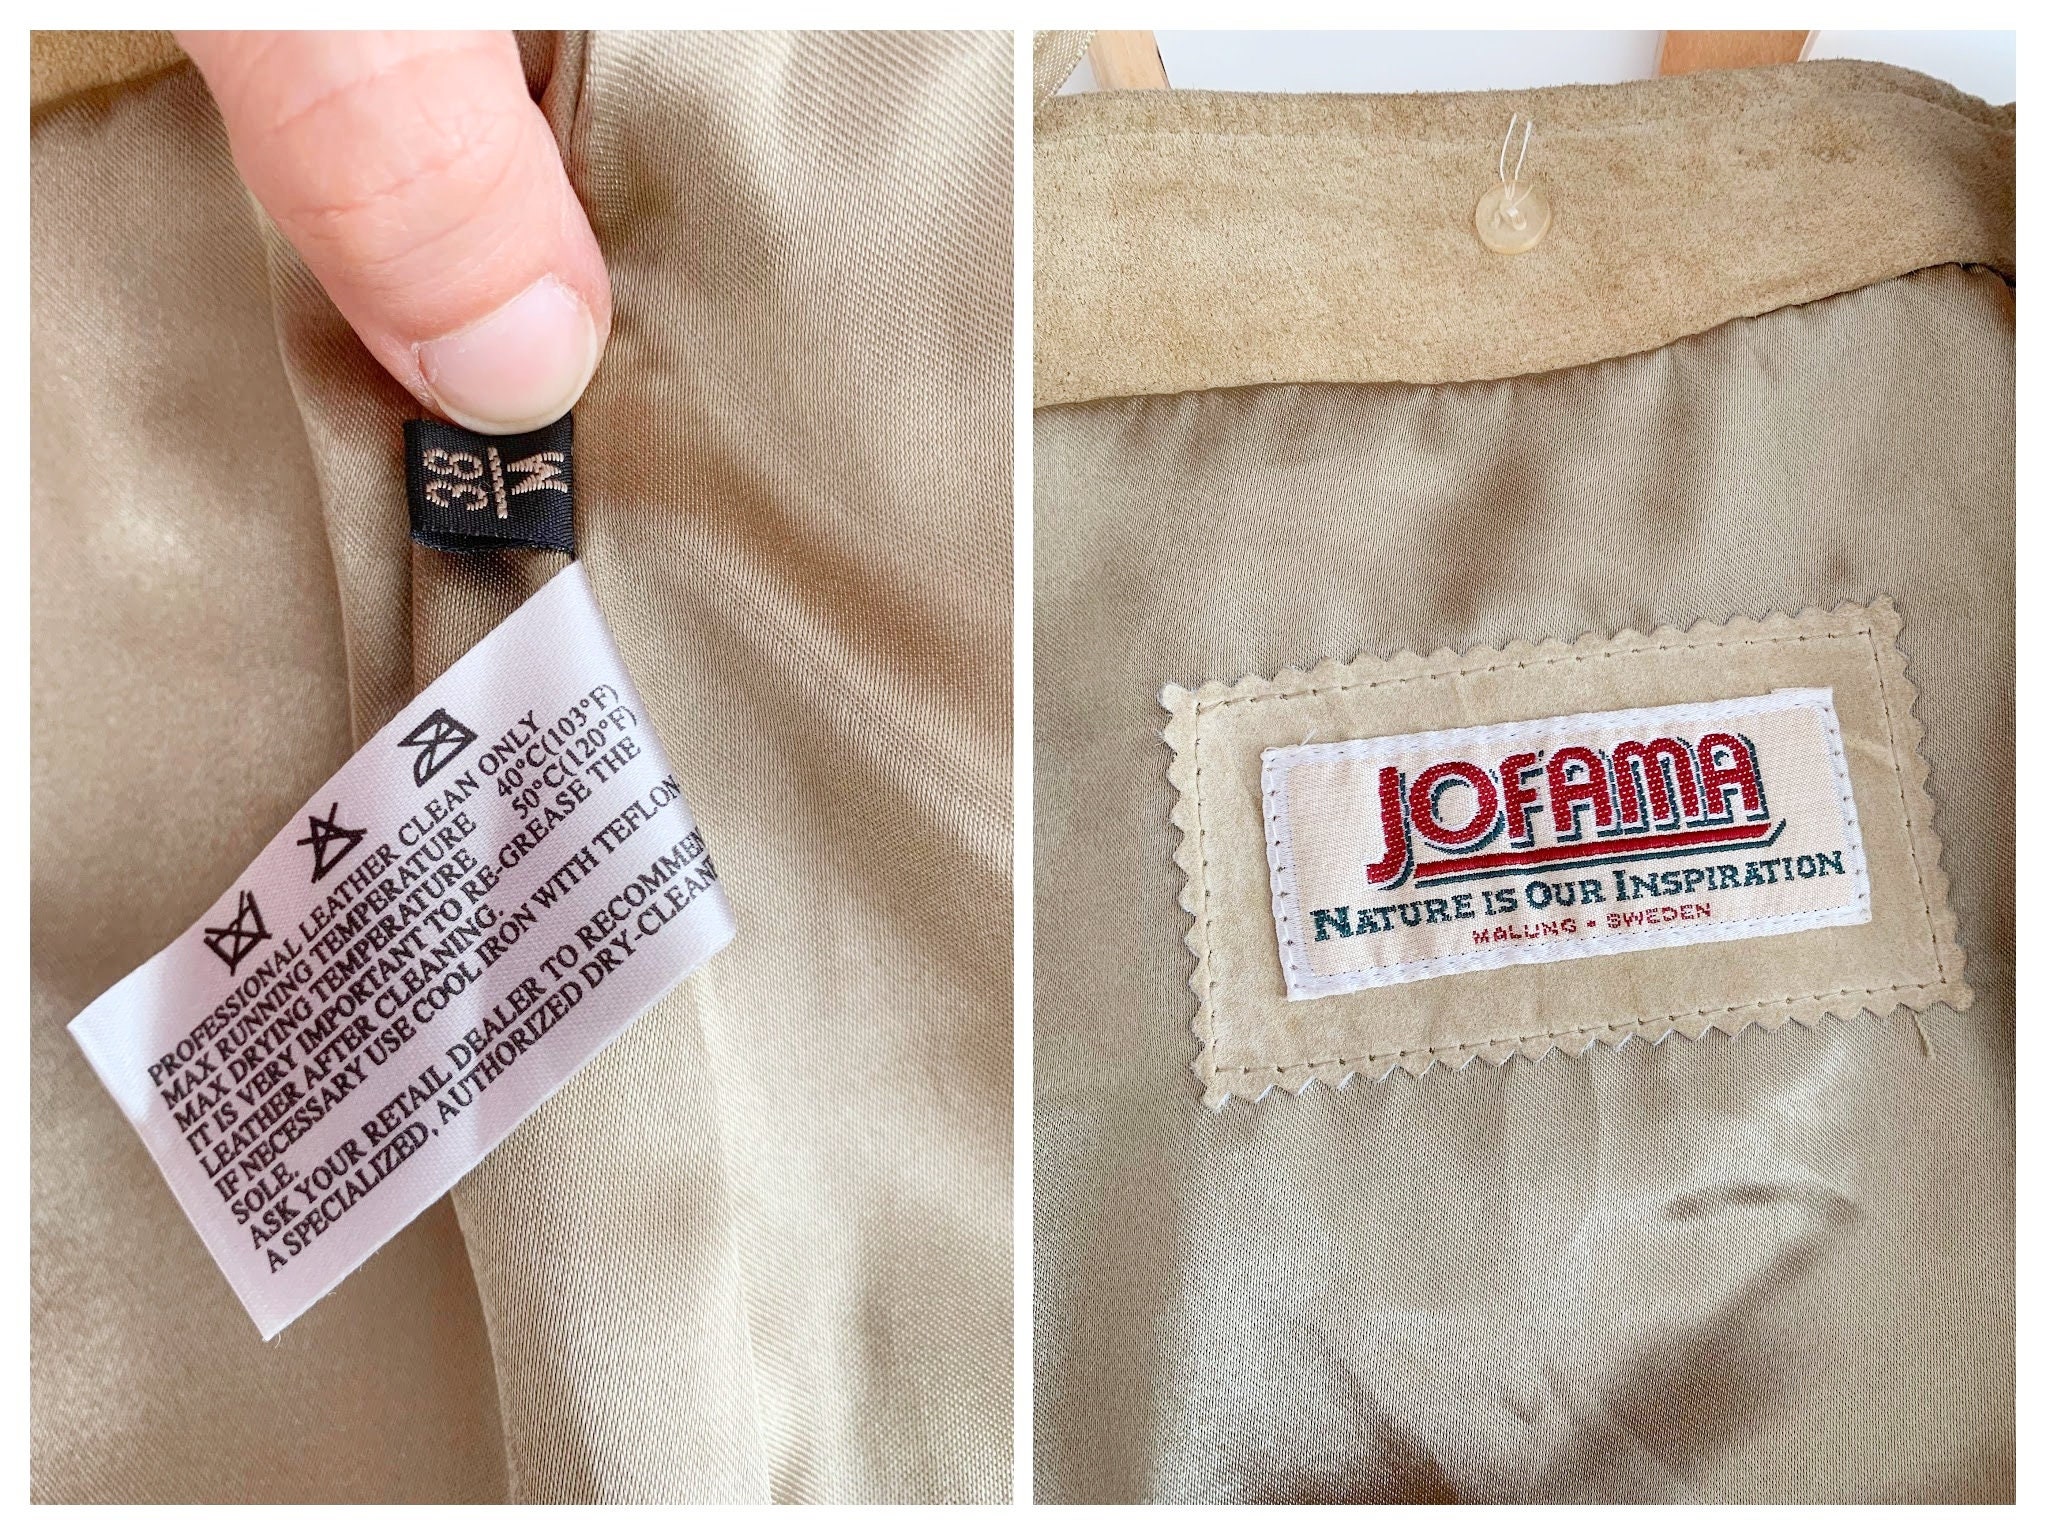 38
M
PROFESSIONAL LEATHER CLEAN ONLY
MAX RUNNING TEMPERATURE 40°C(103°F)
MAX DRYING TEMPERATURE 50°C(120°F)
IT IS VERY IMPORTANT TO RE-GREASE THE
LEATHER AFTER CLEANING.
IF NECESSARY USE COOL IRON WITH TEFLON
SOLE.
ASK YOUR RETAIL DEALER TO RECOMMEN
A SPECIALIZED, AUTHORIZED DRY-CLEAN
JOFAMA
NATURE IS OUR INSPIRATION
MALUNG • SWEDEN